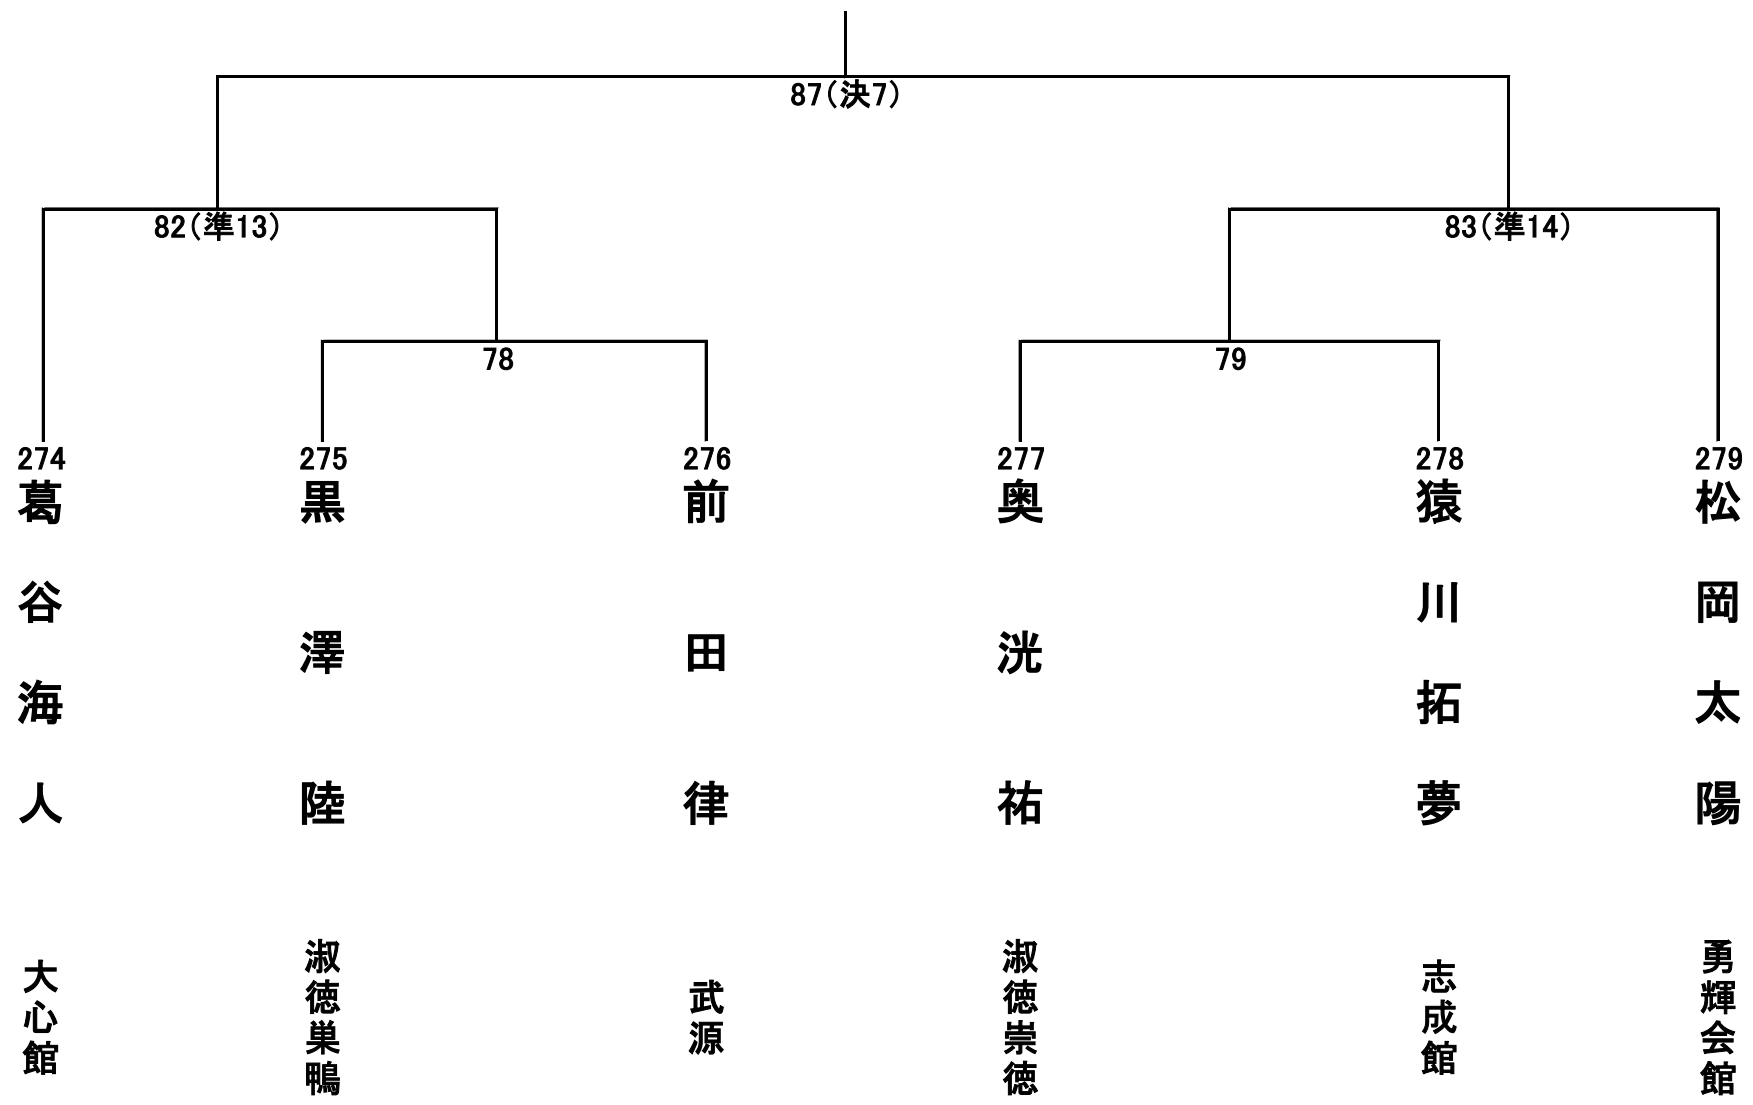 87(決7)
82(準13)
83(準14)
78
79
274
275
276
277
278
279
葛谷海人
黒澤陸
前田律
奥洸祐
猿川拓夢
松岡太陽
大心館
淑徳巣鴨
武源
淑徳崇徳
志成館
勇輝会館